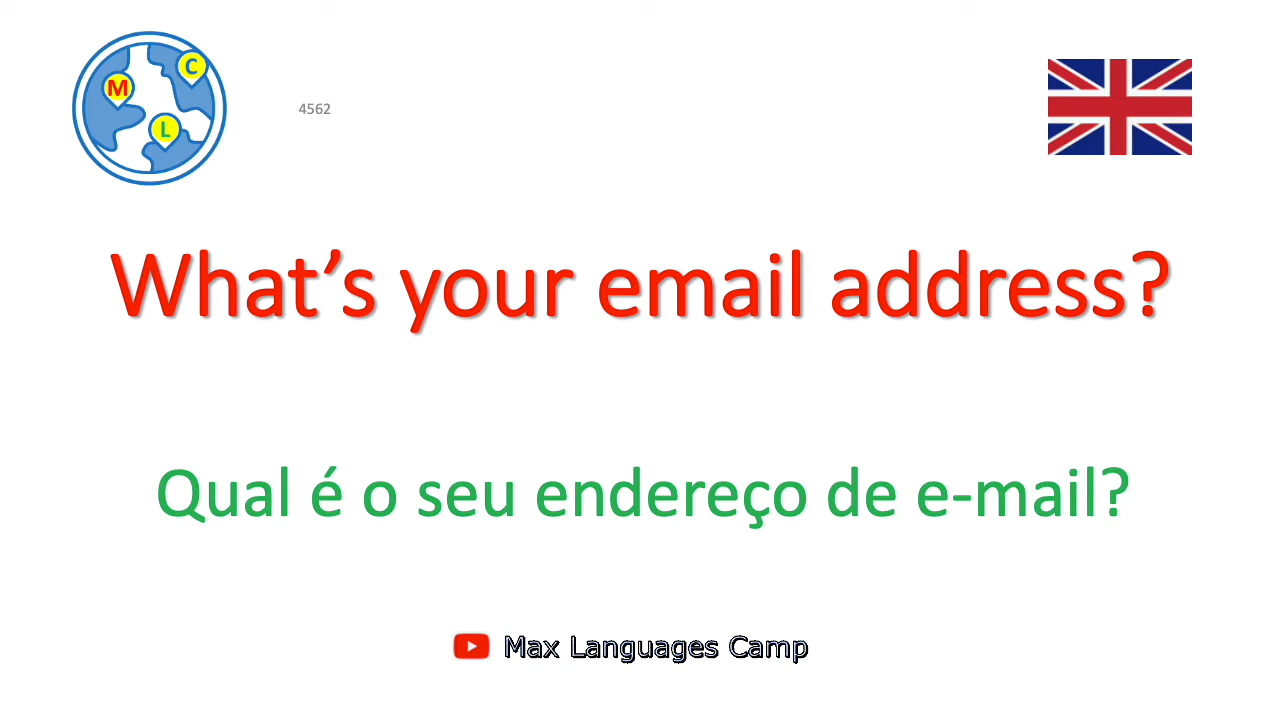 M
C
L
4562
What’s your email address?
Qual é o seu endereço de e-mail?
Max Languages Camp